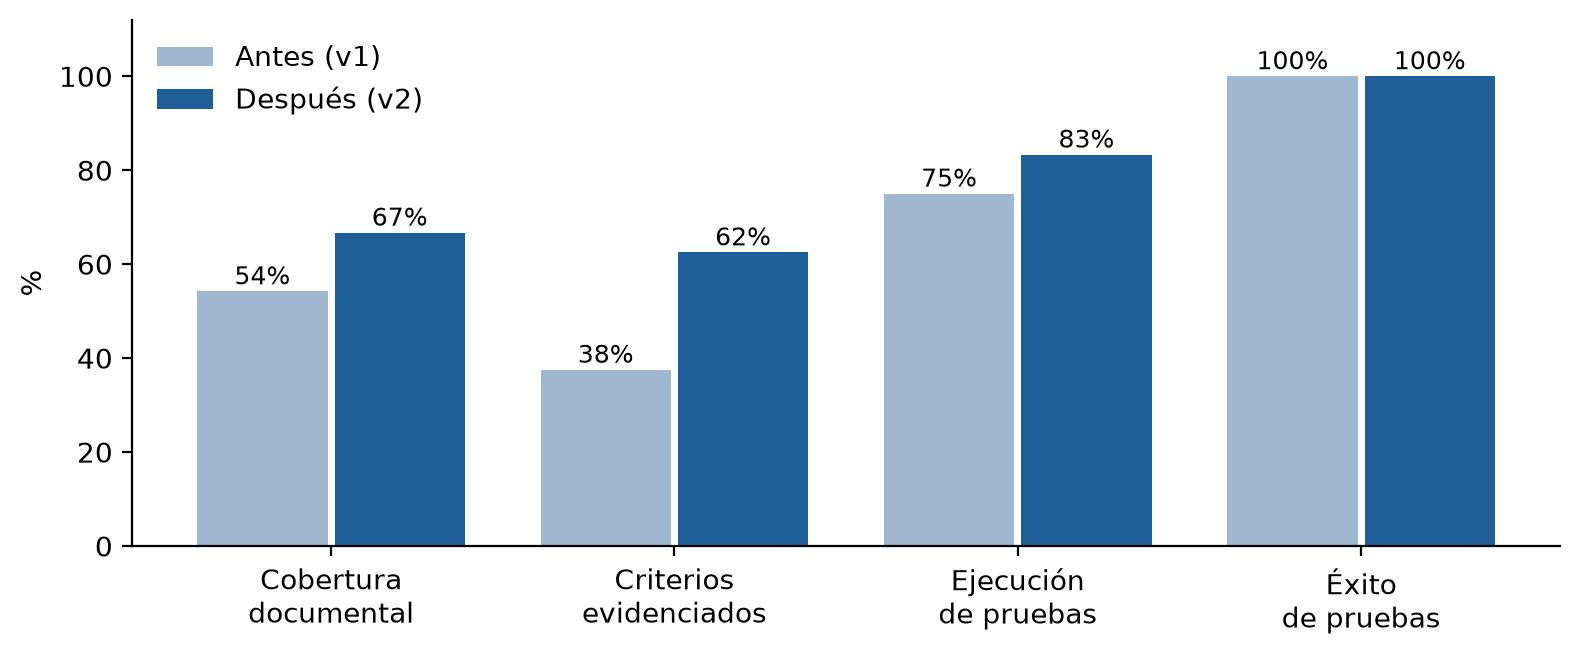 Antes (v1)
Después (v2)
%
100
80
60
40
20
0
54%
67%
38%
62%
75%
83%
100%
100%
Cobertura
documental
Criterios
evidenciados
Ejecución
de pruebas
Éxito
de pruebas